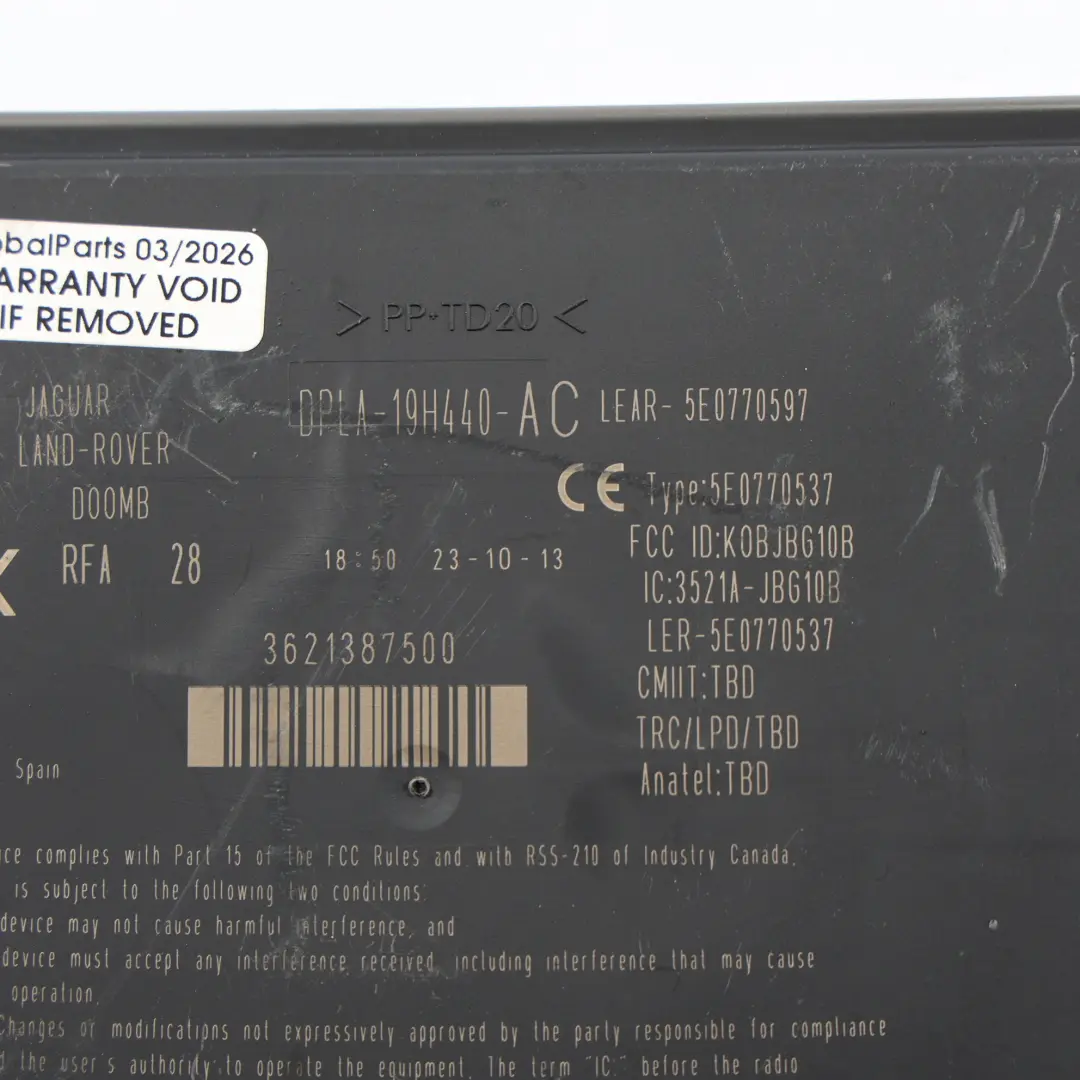 obalParts 03/2026
ARRANTY VOID
IF REMOVED
> PP-TD20 <
JAGUAR
LAND-ROVER
DPLA-19H440-AC LEAR- 5E0770597
DOOMB
CE Type:5E0770537
RFA 28
18:50 23-10-13
FCC ID:KOBJBG10B
IC:3521A-JBG10B
3621387500
LER-5E0770537
CMIIT:TBD
TRC/LPD/TBD
Anatel:TBD
Spain
ice complies with Part 15 of the FCC Rules and with RSS-210 of Industry Canada.
is subject to the following two conditions:
device may not cause harmful interference, and
device must accept any interference received, including interference that may cause
operation.
Changes or modifications not expressively approved by the party responsible for compliance
d the user's authority to operate the equipment. The term "IC:" before the radio